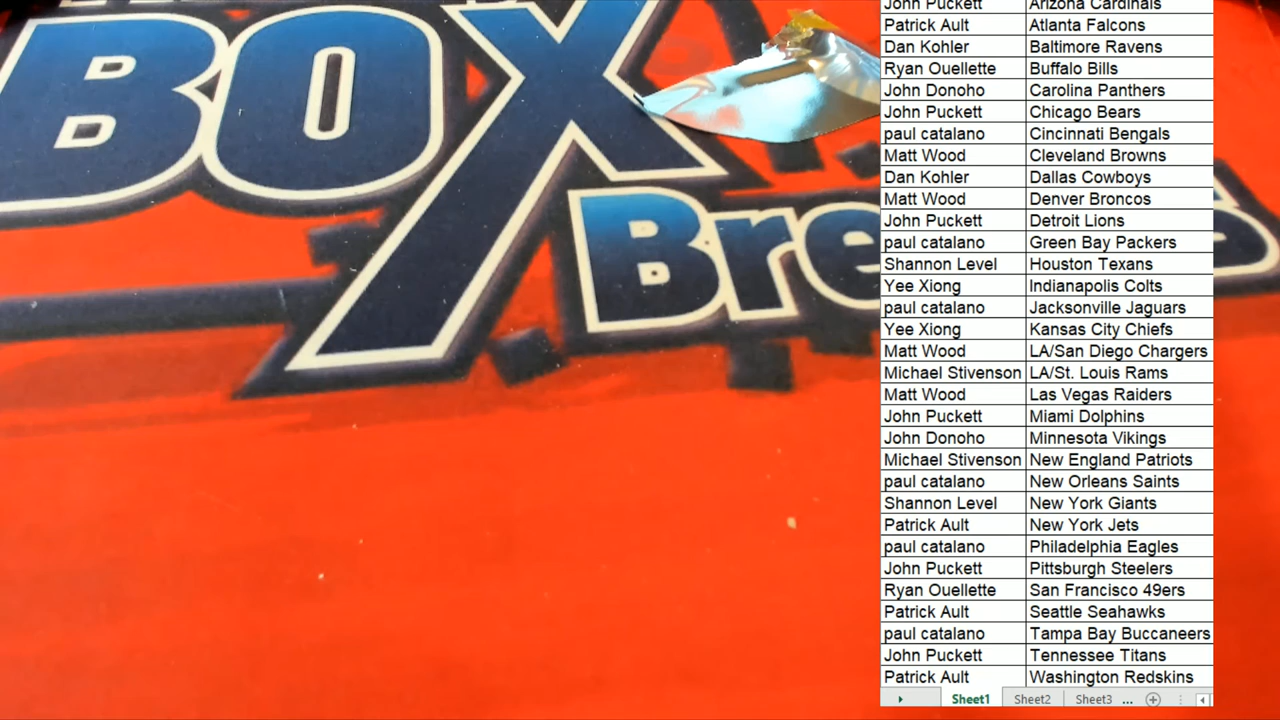 BOX
Bre
John Puckett Arizona Cardinals
Patrick Ault Atlanta Falcons
Dan Kohler Baltimore Ravens
Ryan Ouellette Buffalo Bills
John Donoho Carolina Panthers
John Puckett Chicago Bears
paul catalano Cincinnati Bengals
Matt Wood Cleveland Browns
Dan Kohler Dallas Cowboys
Matt Wood Denver Broncos
John Puckett Detroit Lions
paul catalano Green Bay Packers
Shannon Level Houston Texans
Yee Xiong Indianapolis Colts
paul catalano Jacksonville Jaguars
Yee Xiong Kansas City Chiefs
Matt Wood LA/San Diego Chargers
Michael Stivenson LA/St. Louis Rams
Matt Wood Las Vegas Raiders
John Puckett Miami Dolphins
John Donoho Minnesota Vikings
Michael Stivenson New England Patriots
paul catalano New Orleans Saints
Shannon Level New York Giants
Patrick Ault New York Jets
paul catalano Philadelphia Eagles
John Puckett Pittsburgh Steelers
Ryan Ouellette San Francisco 49ers
Patrick Ault Seattle Seahawks
paul catalano Tampa Bay Buccaneers
John Puckett Tennessee Titans
Patrick Ault Washington Redskins
Sheet1 Sheet2 Sheet3 ...